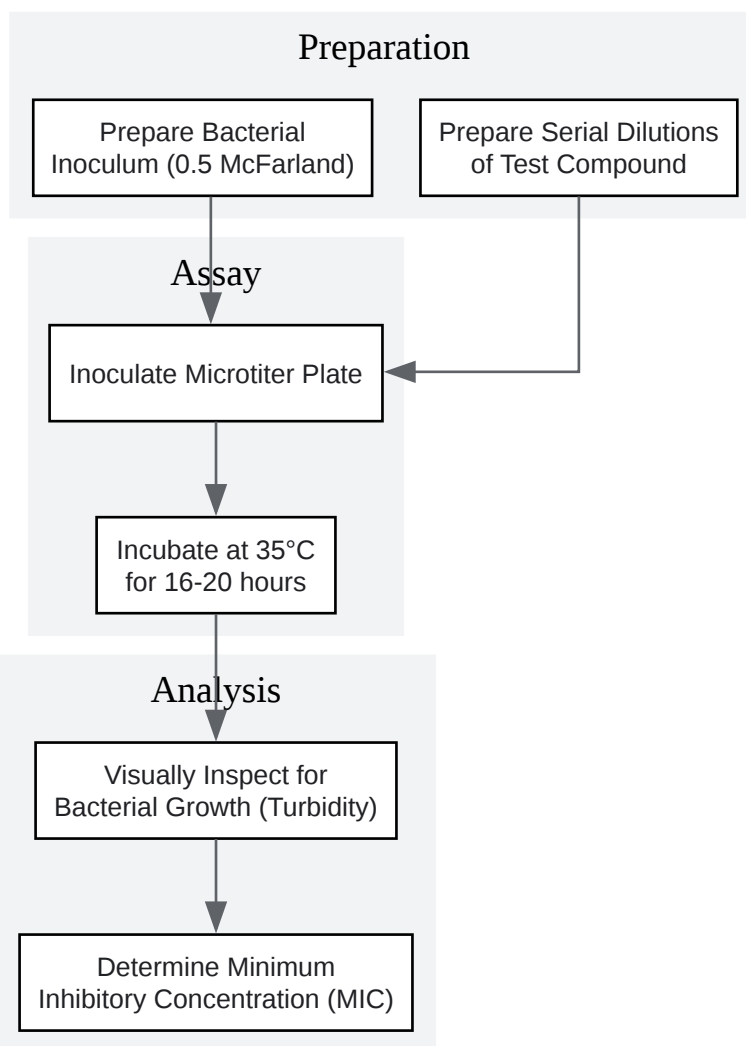 Preparation
Prepare Bacterial
Inoculum (0.5 McFarland)
Prepare Serial Dilutions
of Test Compound
Assay
Inoculate Microtiter Plate
Incubate at 35°C
for 16-20 hours
Analysis
Visually Inspect for
Bacterial Growth (Turbidity)
Determine Minimum
Inhibitory Concentration (MIC)